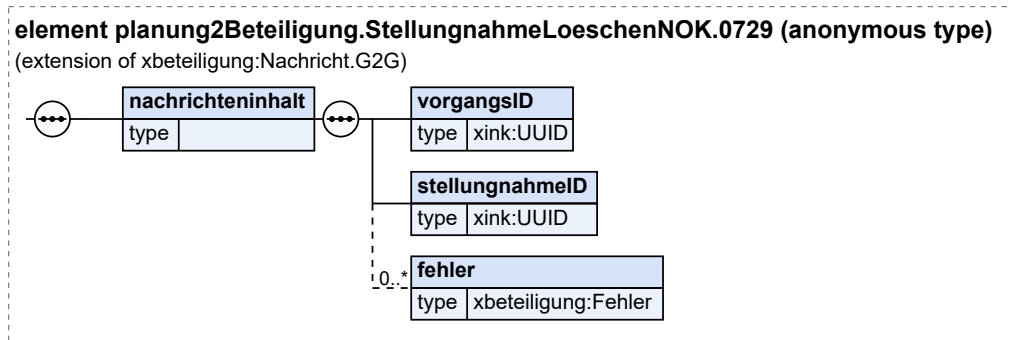 element planung2Beteiligung.StellungnahmeLoeschenNOK.0729 (anonymous type)
(extension of xbeteiligung:Nachricht.G2G)
nachrichteninhalt
type
vorgangsID
type xink:UUID
stellungnahmeID
type xink:UUID
0..*
fehler
type xbeteiligung:Fehler